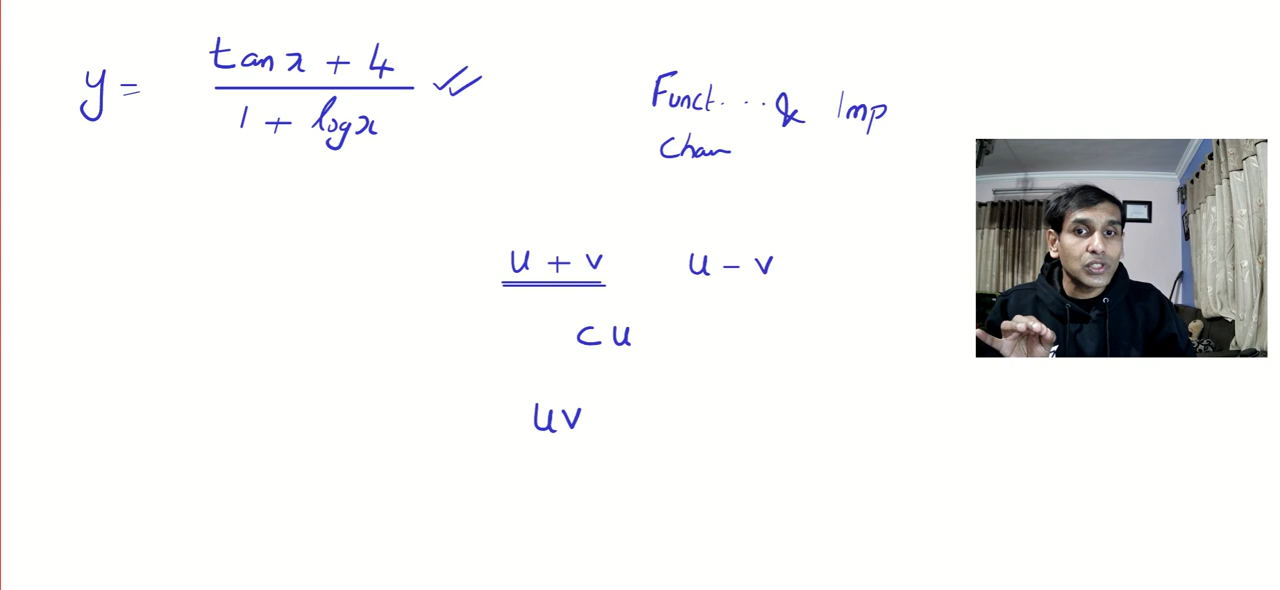 y = (tan x + 4) / (1 + log x)
Funct. ... & Imp
Chan
u + v
u - v
cu
uv